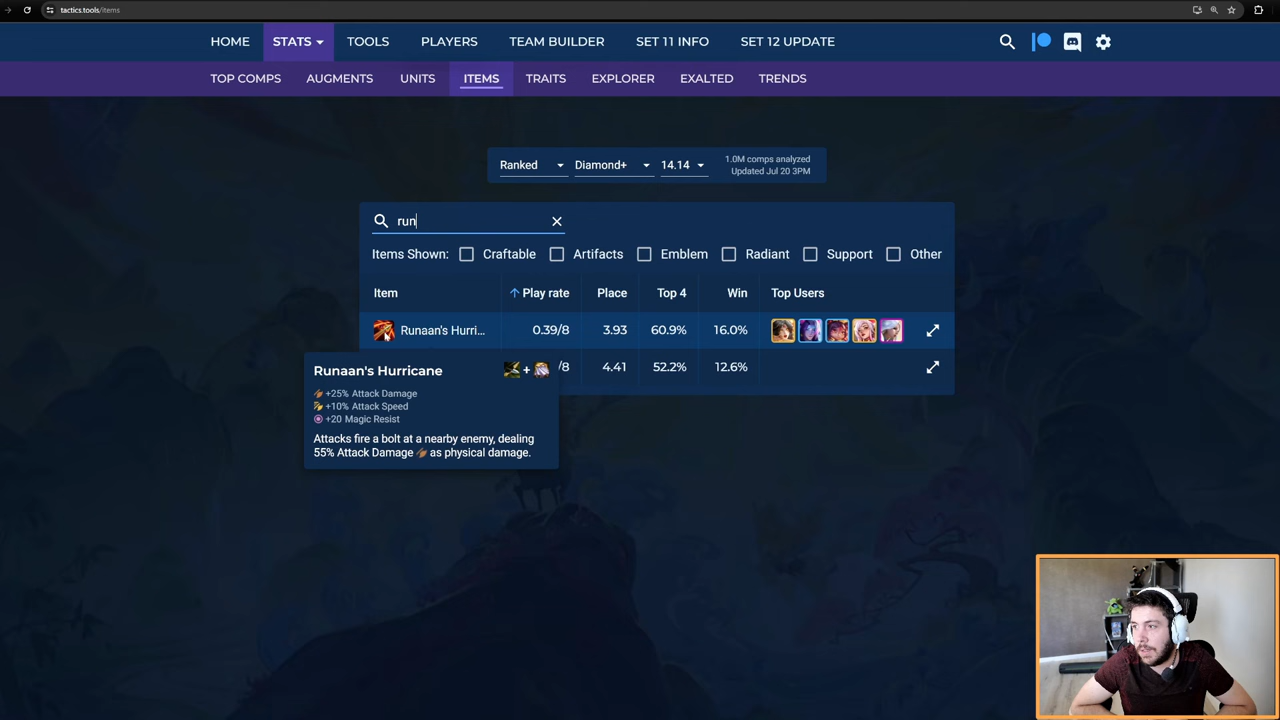 tactics.tools/items
HOME STATS TOOLS PLAYERS TEAM BUILDER SET 11 INFO SET 12 UPDATE
TOP COMPS AUGMENTS UNITS ITEMS TRAITS EXPLORER EXALTED TRENDS
Ranked Diamond+ 14.14 1.0M comps analyzed
Updated Jul 20 3PM
run
Items Shown: Craftable Artifacts Emblem Radiant Support Other
Item Play rate Place Top 4 Win Top Users
Runaan's Hurri... 0.39/8 3.93 60.9% 16.0%
/8 4.41 52.2% 12.6%
Runaan's Hurricane +
+25% Attack Damage
+10% Attack Speed
+20 Magic Resist
Attacks fire a bolt at a nearby enemy, dealing
55% Attack Damage as physical damage.